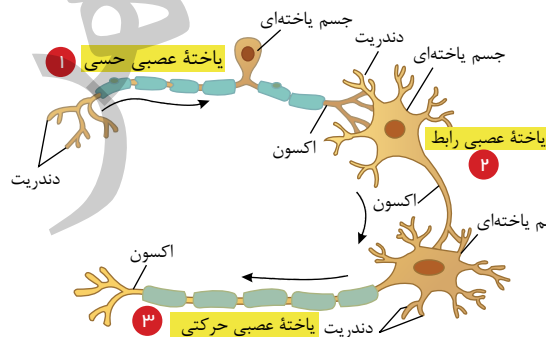 جسم یاخته‌ای
دندریت
۱ یاختهٔ عصبی حسی
جسم یاخته‌ای
اکسون
یاختهٔ عصبی رابط
۲
دندریت
اکسون
م یاخته‌ای
اکسون
۳ یاختهٔ عصبی حرکتی
دندریت